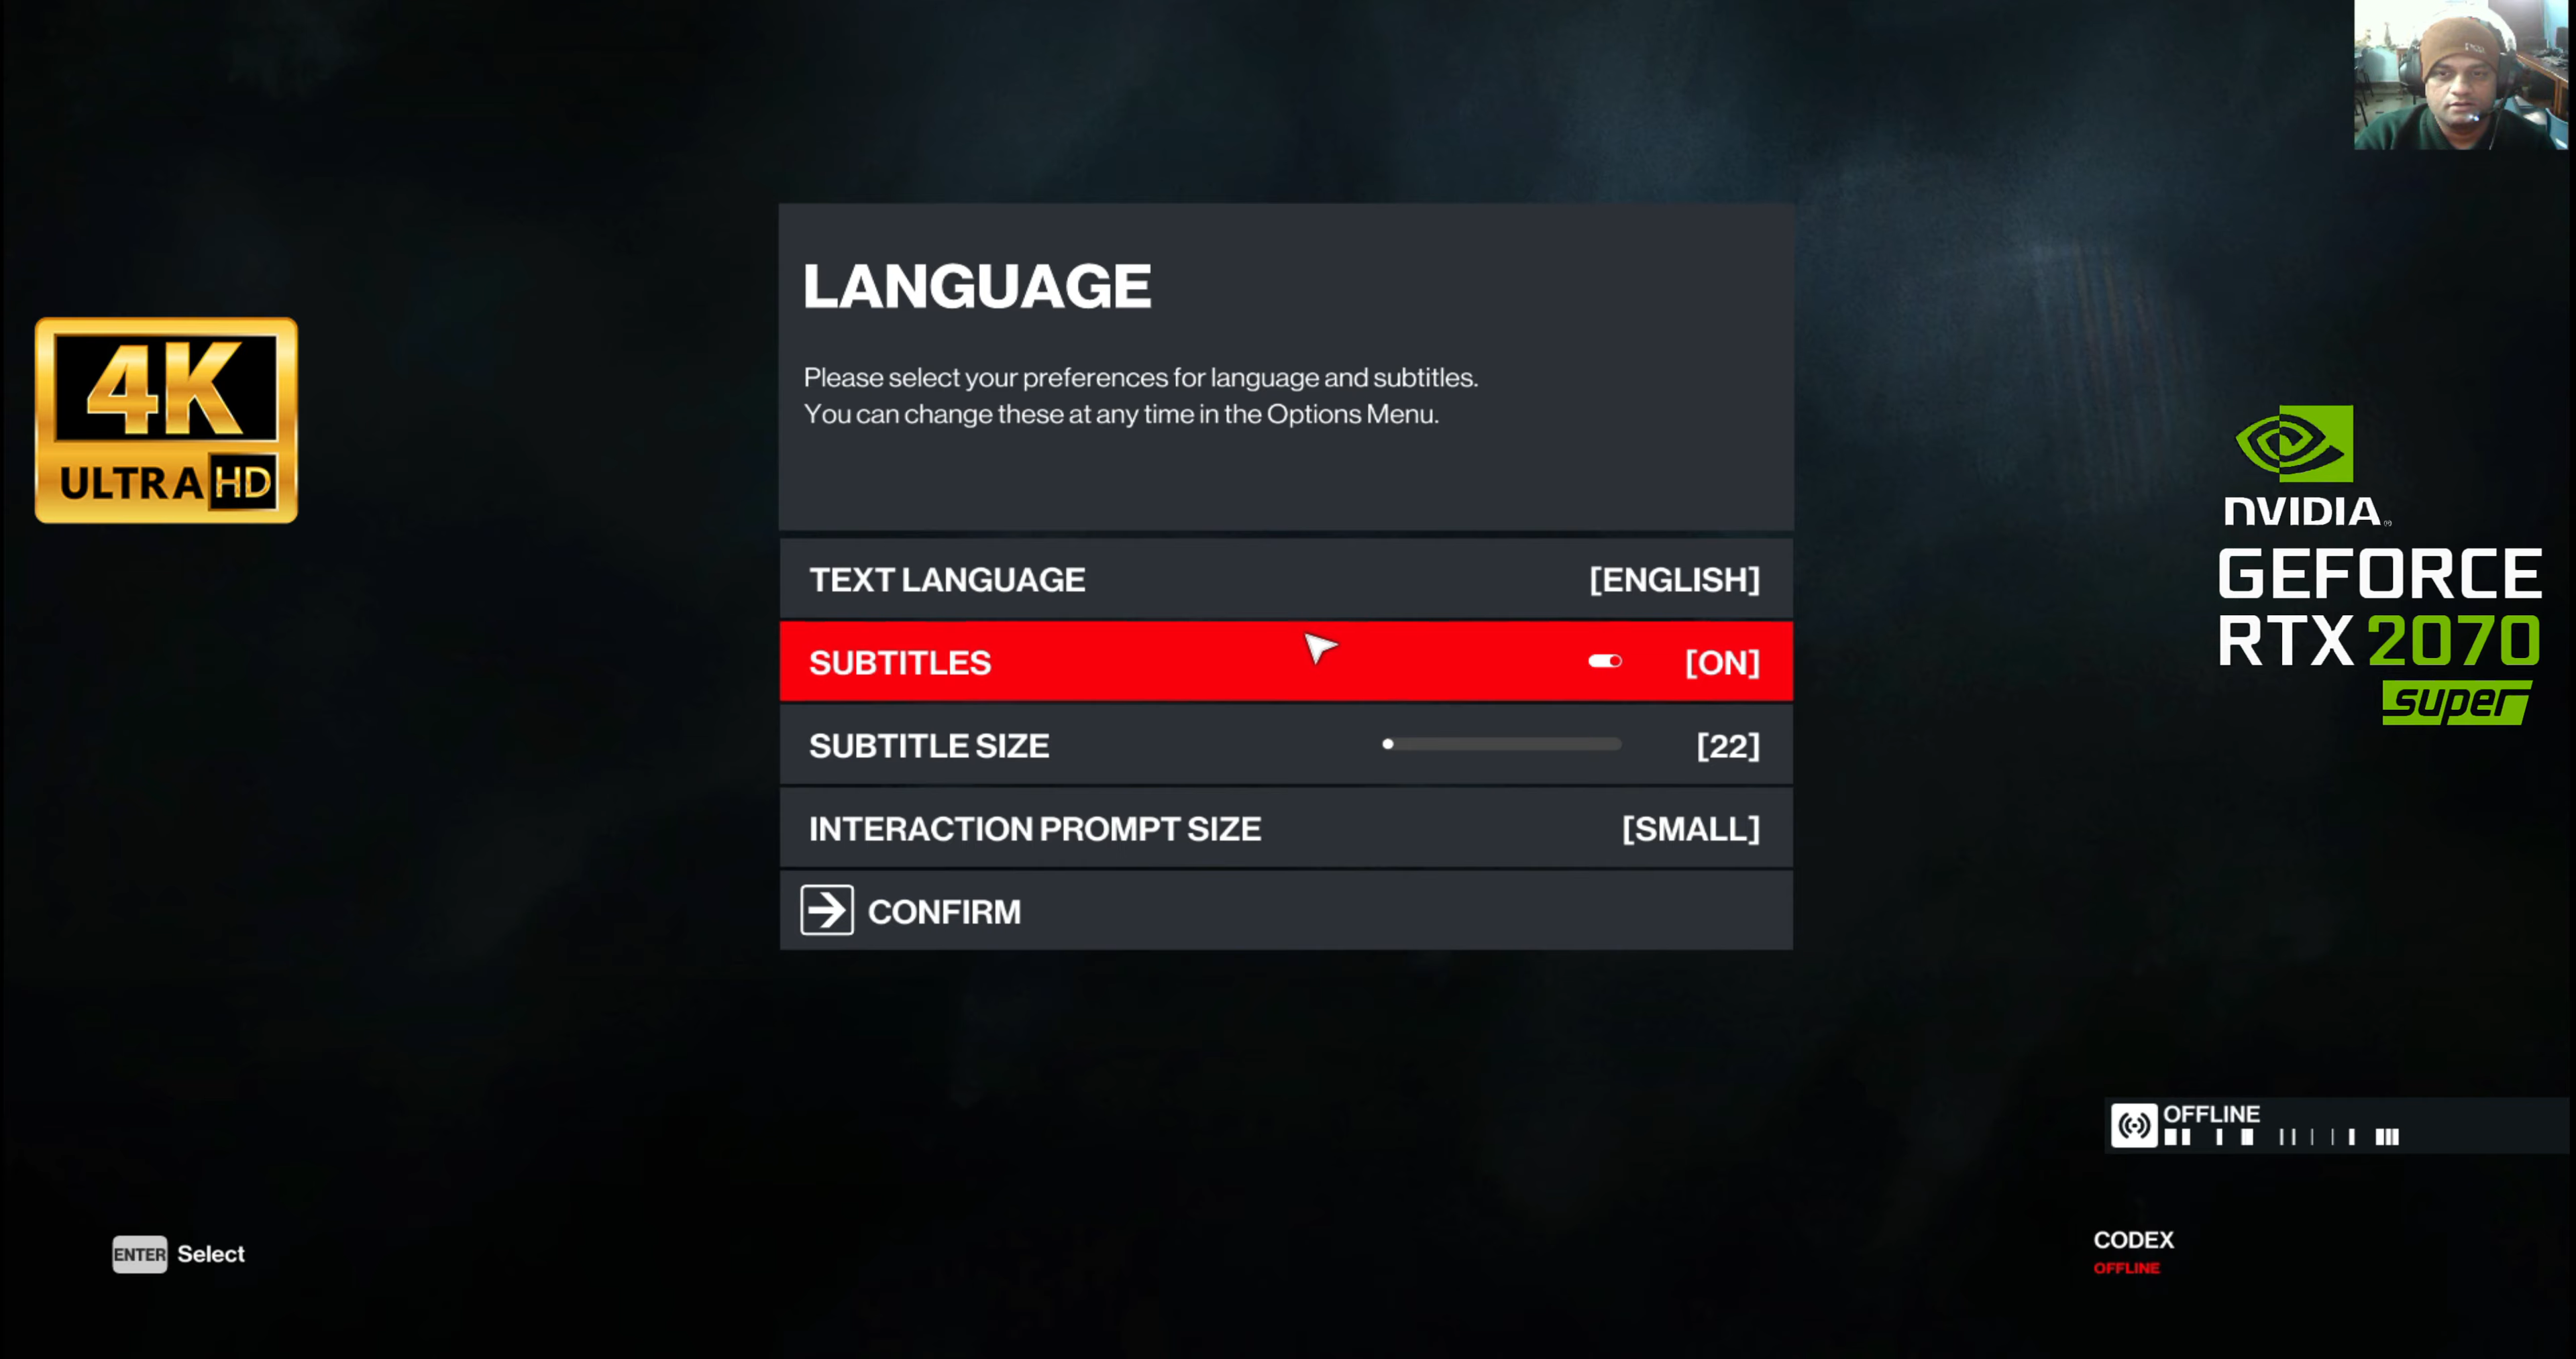 4K
ULTRA HD
LANGUAGE
Please select your preferences for language and subtitles.
You can change these at any time in the Options Menu.
TEXT LANGUAGE [ENGLISH]
SUBTITLES [ON]
SUBTITLE SIZE [22]
INTERACTION PROMPT SIZE [SMALL]
CONFIRM
NVIDIA®
GEFORCE
RTX 2070
super
OFFLINE
ENTER Select
CODEX
OFFLINE